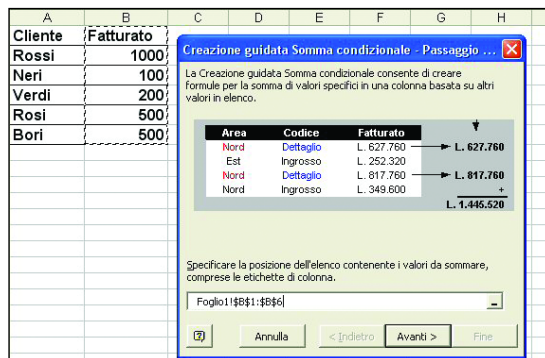 A B C D E F G H
Cliente Fatturato
Rossi 1000
Neri 100
Verdi 200
Rosi 500
Bori 500
Creazione guidata Somma condizionale - Passaggio ...
La Creazione guidata Somma condizionale consente di creare
formule per la somma di valori specifici in una colonna basata su altri
valori in elenco.
Area Codice Fatturato
Nord Dettaglio L. 627.760 L. 627.760
Est Ingrosso L. 252.320
Nord Dettaglio L. 817.760 L. 817.760
Nord Ingrosso L. 349.600 +
L. 1.445.520
Specificare la posizione dell'elenco contenente i valori da sommare,
comprese le etichette di colonna.
Foglio1!$B$1:$B$6
? Annulla < Indietro Avanti > Fine